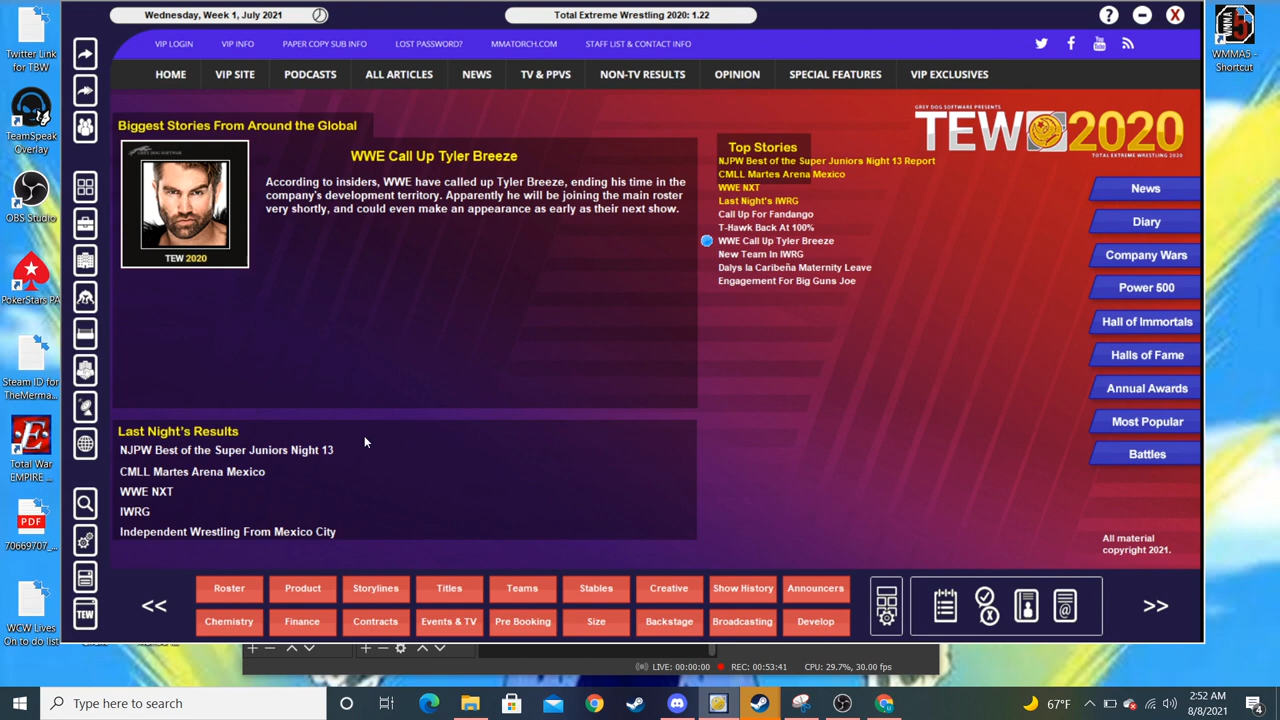 Twitter Link
for TBW
TeamSpeak
Overlay
OBS Studio
PokerStars PA
Steam ID for
TheMerma...
Total War
EMPIRE ...
PDF
70669707_...
WCW Lives
On to do list
WMMA5 -
Shortcut
Wednesday, Week 1, July 2021
Total Extreme Wrestling 2020: 1.22
VIP LOGIN VIP INFO PAPER COPY SUB INFO LOST PASSWORD? MMATORCH.COM STAFF LIST & CONTACT INFO
HOME VIP SITE PODCASTS ALL ARTICLES NEWS TV & PPVS NON-TV RESULTS OPINION SPECIAL FEATURES VIP EXCLUSIVES
Biggest Stories From Around the Global
TEW 2020
WWE Call Up Tyler Breeze
According to insiders, WWE have called up Tyler Breeze, ending his time in the
company's development territory. Apparently he will be joining the main roster
very shortly, and could even make an appearance as early as their next show.
Top Stories
NJPW Best of the Super Juniors Night 13 Report
CMLL Martes Arena Mexico
WWE NXT
Last Night's IWRG
Call Up For Fandango
T-Hawk Back At 100%
WWE Call Up Tyler Breeze
New Team In IWRG
Dalys la Caribeña Maternity Leave
Engagement For Big Guns Joe
GREY DOG SOFTWARE PRESENTS
TEW 2020
TOTAL EXTREME WRESTLING 2020
News
Diary
Company Wars
Power 500
Hall of Immortals
Halls of Fame
Annual Awards
Most Popular
Battles
Last Night's Results
NJPW Best of the Super Juniors Night 13
CMLL Martes Arena Mexico
WWE NXT
IWRG
Independent Wrestling From Mexico City
All material
copyright 2021.
TEW
<< Roster Product Storylines Titles Teams Stables Creative Show History Announcers >>
Chemistry Finance Contracts Events & TV Pre Booking Size Backstage Broadcasting Develop
LIVE: 00:00:00 REC: 00:53:41 CPU: 29.7%, 30.00 fps
Type here to search
67°F
2:52 AM
8/8/2021
4